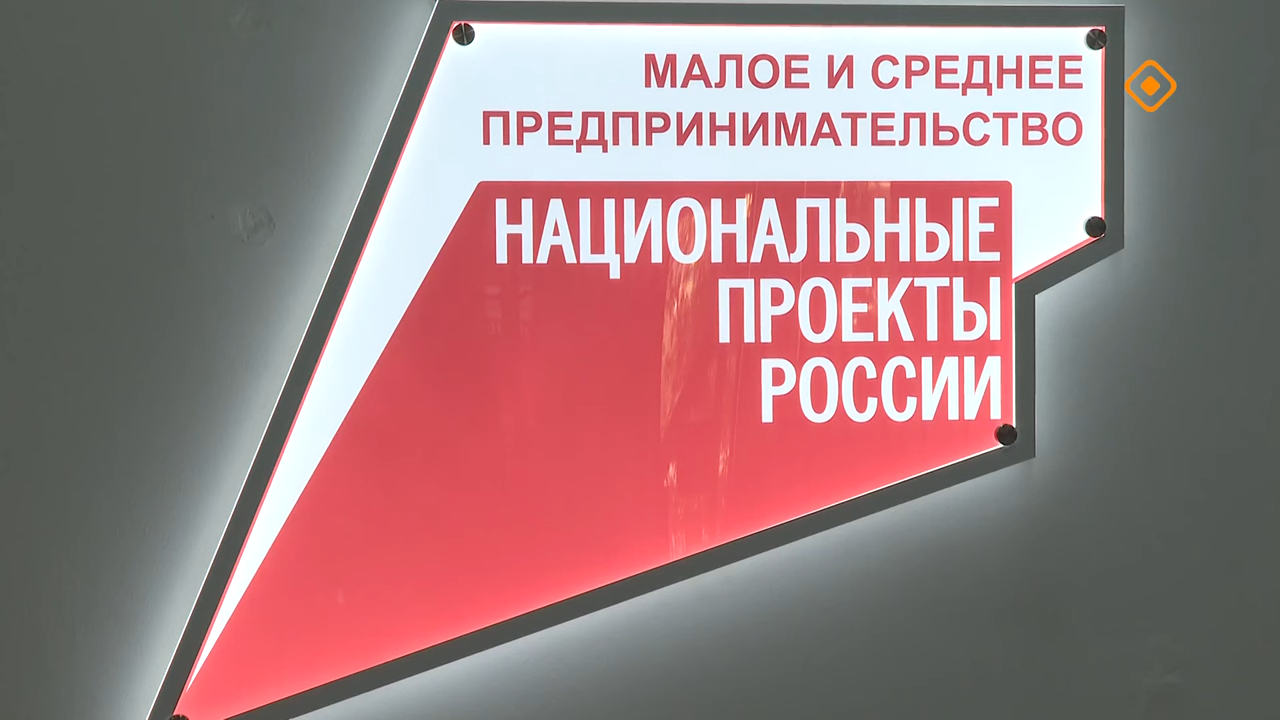 МАЛОЕ И СРЕДНЕЕ
ПРЕДПРИНИМАТЕЛЬСТВО
НАЦИОНАЛЬНЫЕ
ПРОЕКТЫ
РОССИИ